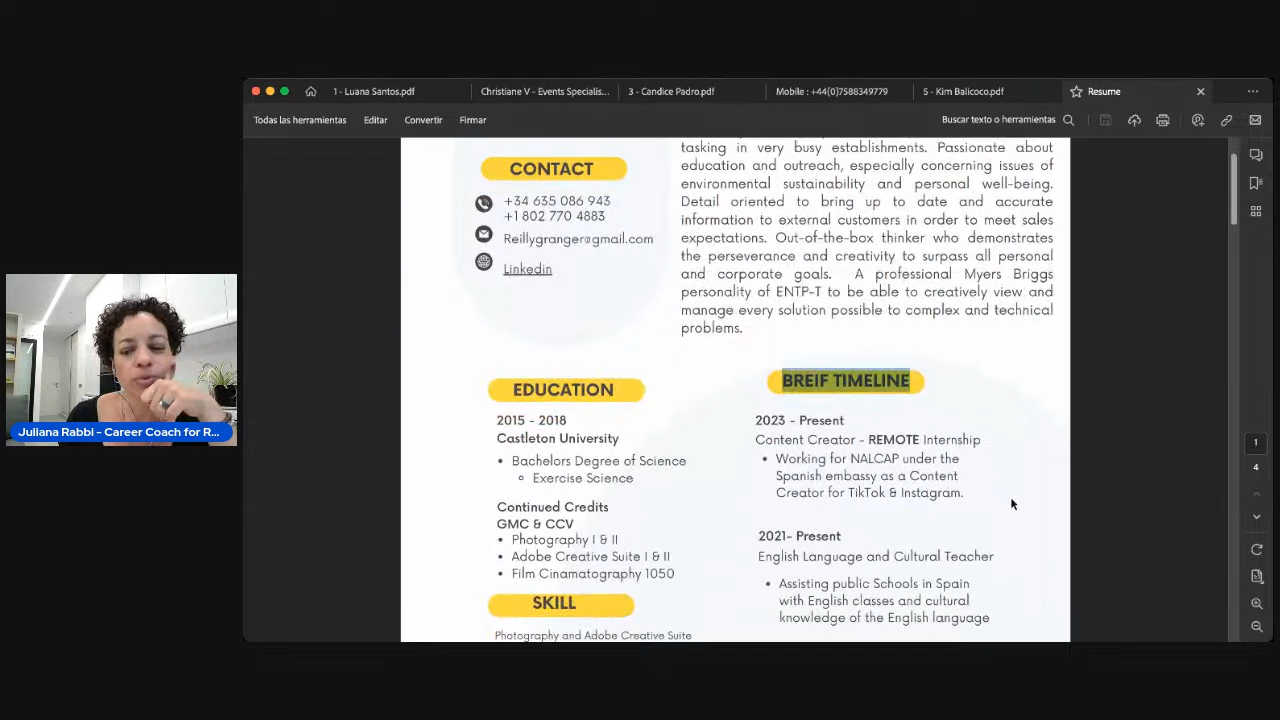 1 - Luana Santos.pdf
Christiane V - Events Specialis...
3 - Candice Padro.pdf
Mobile : +44(0)7588349779
5 - Kim Balicoco.pdf
Resume
Todas las herramientas
Editar
Convertir
Firmar
Buscar texto o herramientas
CONTACT
+34 635 086 943
+1 802 770 4883
Reillygranger@gmail.com
Linkedin
tasking in very busy establishments. Passionate about
education and outreach, especially concerning issues of
environmental sustainability and personal well-being.
Detail oriented to bring up to date and accurate
information to external customers in order to meet sales
expectations. Out-of-the-box thinker who demonstrates
the perseverance and creativity to surpass all personal
and corporate goals. A professional Myers Briggs
personality of ENTP-T to be able to creatively view and
manage every solution possible to complex and technical
problems.
EDUCATION
2015 - 2018
Castleton University
• Bachelors Degree of Science
Exercise Science
Continued Credits
GMC & CCV
• Photography I & II
• Adobe Creative Suite I & II
• Film Cinamatography 1050
SKILL
Photography and Adobe Creative Suite
BREIF TIMELINE
2023 - Present
Content Creator - REMOTE Internship
• Working for NALCAP under the
Spanish embassy as a Content
Creator for TikTok & Instagram.
2021- Present
English Language and Cultural Teacher
• Assisting public Schools in Spain
with English classes and cultural
knowledge of the English language
1
4
Juliana Rabbi - Career Coach for R...